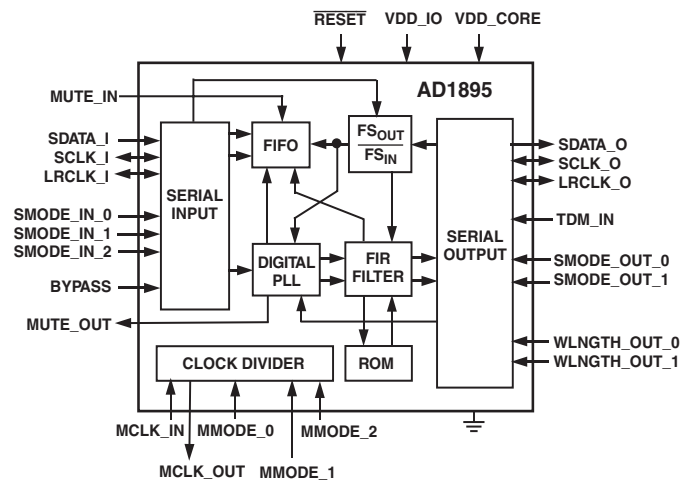 RESET VDD_IO VDD_CORE
AD1895
MUTE_IN
SDATA_I
SCLK_I
LRCLK_I
SMODE_IN_0
SMODE_IN_1
SMODE_IN_2
BYPASS
MUTE_OUT
SERIAL
INPUT
FIFO
FSOUT
FSIN
DIGITAL
PLL
FIR
FILTER
ROM
SERIAL
OUTPUT
CLOCK DIVIDER
SDATA_O
SCLK_O
LRCLK_O
TDM_IN
SMODE_OUT_0
SMODE_OUT_1
WLNGTH_OUT_0
WLNGTH_OUT_1
MCLK_IN MMODE_0 MMODE_2
MCLK_OUT MMODE_1